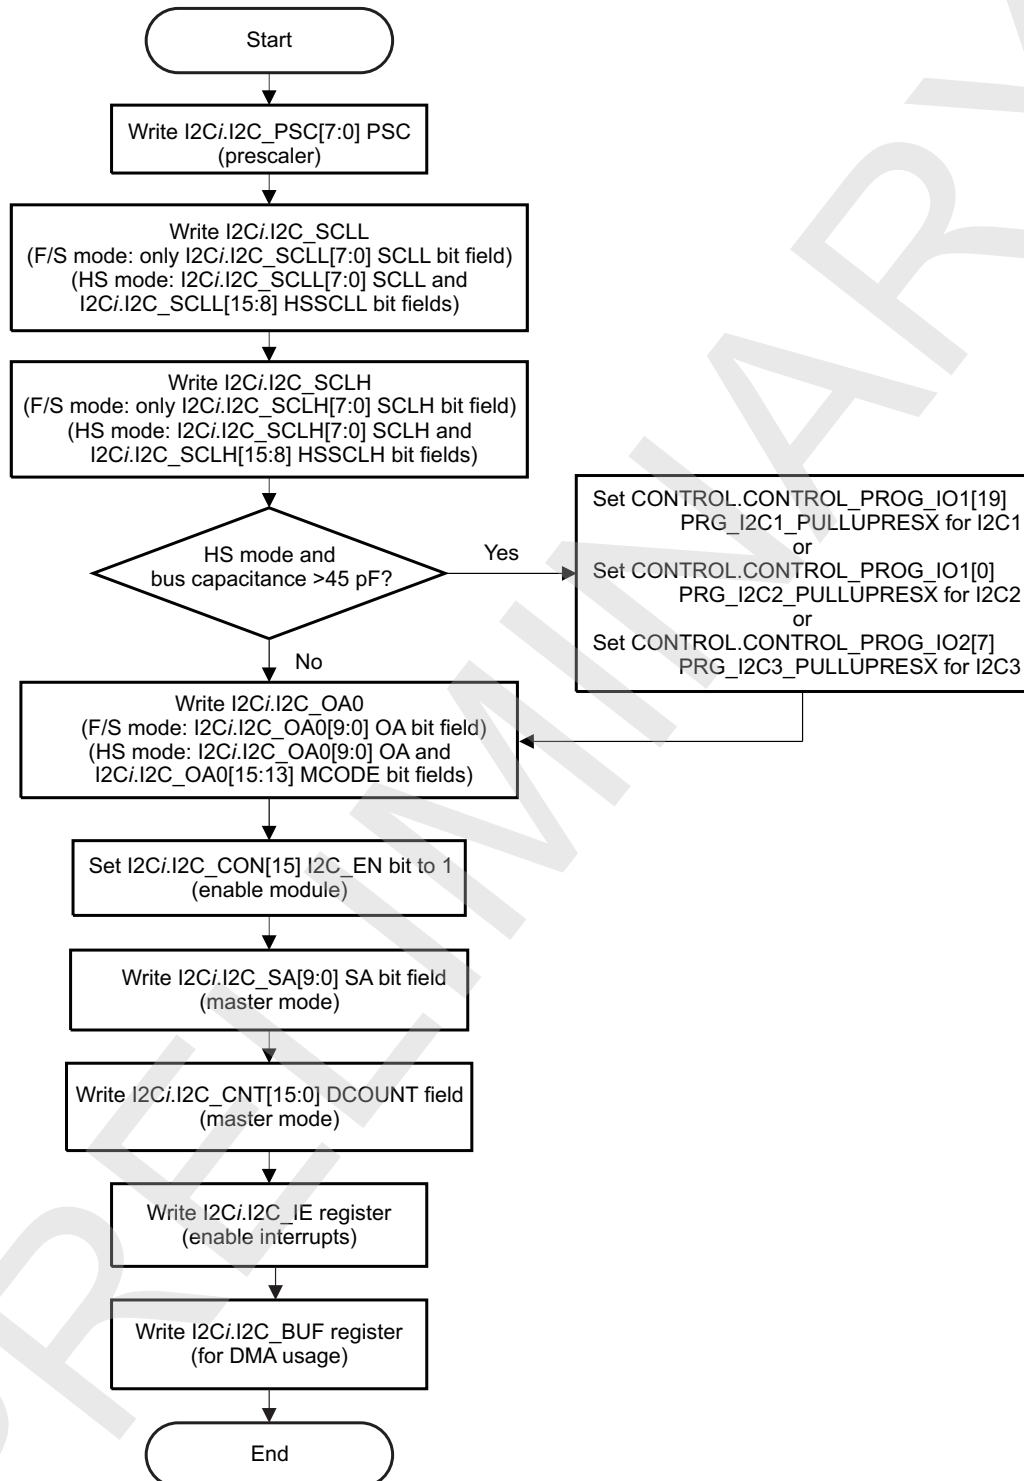 Start
Write I2Ci.I2C_PSC[7:0] PSC
(prescaler)
Write I2Ci.I2C_SCLL
(F/S mode: only I2Ci.I2C_SCLL[7:0] SCLL bit field)
(HS mode: I2Ci.I2C_SCLL[7:0] SCLL and
I2Ci.I2C_SCLL[15:8] HSSCLL bit fields)
Write I2Ci.I2C_SCLH
(F/S mode: only I2Ci.I2C_SCLH[7:0] SCLH bit field)
(HS mode: I2Ci.I2C_SCLH[7:0] SCLH and
I2Ci.I2C_SCLH[15:8] HSSCLH bit fields)
HS mode and
bus capacitance >45 pF?
Yes
Set CONTROL.CONTROL_PROG_IO1[19]
PRG_I2C1_PULLUPRESX for I2C1
or
Set CONTROL.CONTROL_PROG_IO1[0]
PRG_I2C2_PULLUPRESX for I2C2
or
Set CONTROL.CONTROL_PROG_IO2[7]
PRG_I2C3_PULLUPRESX for I2C3
No
Write I2Ci.I2C_OA0
(F/S mode: I2Ci.I2C_OA0[9:0] OA bit field)
(HS mode: I2Ci.I2C_OA0[9:0] OA and
I2Ci.I2C_OA0[15:13] MCODE bit fields)
Set I2Ci.I2C_CON[15] I2C_EN bit to 1
(enable module)
Write I2Ci.I2C_SA[9:0] SA bit field
(master mode)
Write I2Ci.I2C_CNT[15:0] DCOUNT field
(master mode)
Write I2Ci.I2C_IE register
(enable interrupts)
Write I2Ci.I2C_BUF register
(for DMA usage)
End
PRELIMINARY